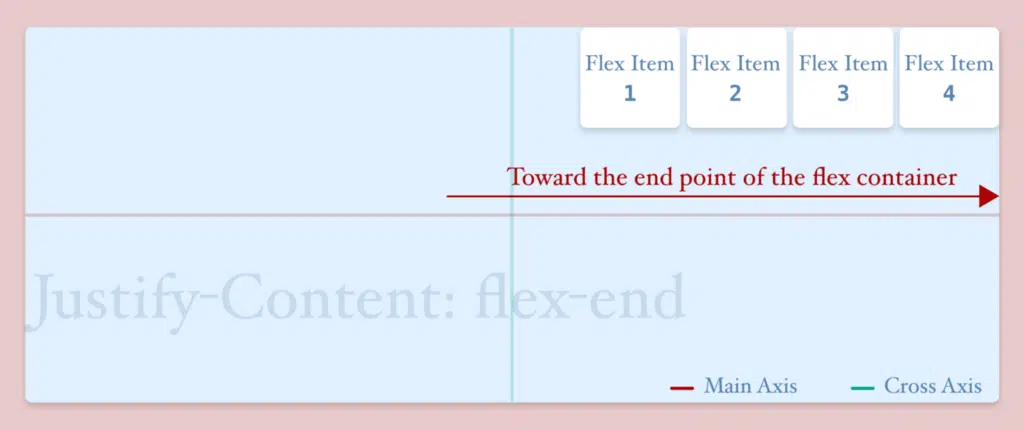 Flex Item Flex Item Flex Item Flex Item
1 2 3 4
Toward the end point of the flex container
Justify-Content: flex-end
Main Axis Cross Axis